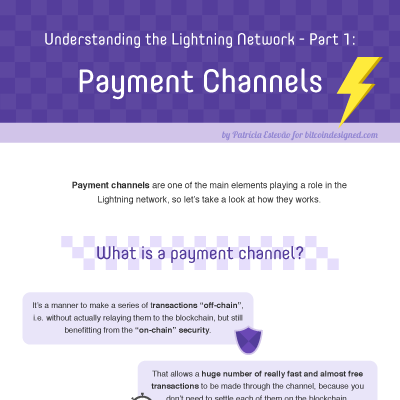 Understanding the Lightning Network - Part 1:
Payment Channels
by Patrícia Estevão for bitcoindesigned.com
Payment channels are one of the main elements playing a role in the
Lightning network, so let's take a look at how they works.
What is a payment channel?
It's a manner to make a series of transactions “off-chain”,
i.e. without actually relaying them to the blockchain, but still
benefitting from the “on-chain” security.
That allows a huge number of really fast and almost free
transactions to be made through the channel, because you
don't need to settle each of them on the blockchain